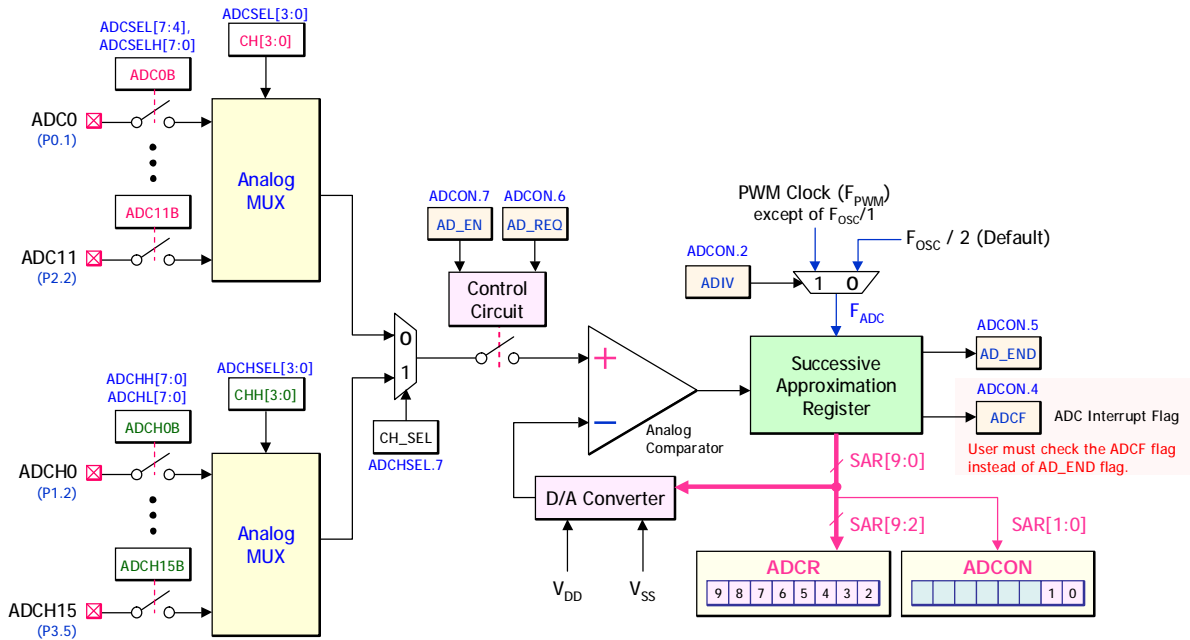 ADCSEL[7:4],
ADCSELH[7:0]
ADCSEL[3:0]
CH[3:0]
ADC0B
ADC0
(P0.1)
Analog
MUX
ADC11B
ADC11
(P2.2)
ADCHH[7:0]
ADCHL[7:0]
ADCHSEL[3:0]
CHH[3:0]
ADCH0B
ADCH0
(P1.2)
Analog
MUX
ADCH15B
ADCH15
(P3.5)
0
1
CH_SEL
ADCHSEL.7
ADCON.7
ADCON.6
AD_EN
AD_REQ
Control
Circuit
+
−
Analog
Comparator
D/A Converter
VDD
VSS
PWM Clock (FPWM)
except of FOSC/1
FOSC / 2 (Default)
ADCON.2
ADIV
1 0
FADC
Successive
Approximation
Register
ADCON.5
AD_END
ADCON.4
ADCF
ADC Interrupt Flag
User must check the ADCF flag
instead of AD_END flag.
SAR[9:0]
SAR[9:2]
SAR[1:0]
ADCR
9 8 7 6 5 4 3 2
ADCON
1 0